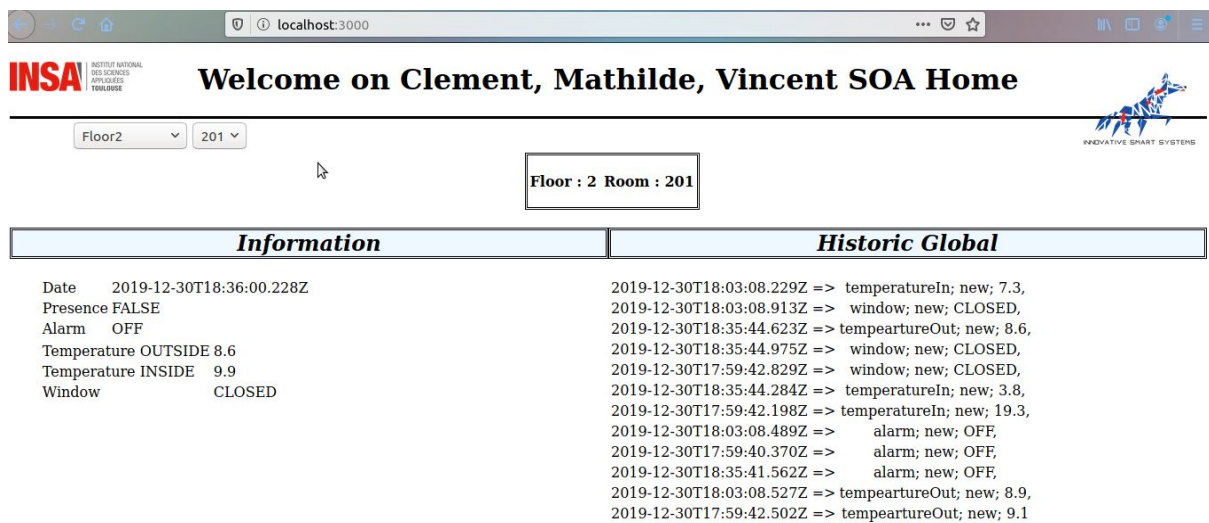 localhost:3000
INSA INSTITUT NATIONAL
DES SCIENCES
APPLIQUÉES
TOULOUSE
Welcome on Clement, Mathilde, Vincent SOA Home
INNOVATIVE SMART SYSTEMS
Floor2 201
Floor : 2 Room : 201
Information
Date 2019-12-30T18:36:00.228Z
Presence FALSE
Alarm OFF
Temperature OUTSIDE 8.6
Temperature INSIDE 9.9
Window CLOSED
Historic Global
2019-12-30T18:03:08.229Z => temperatureIn; new; 7.3,
2019-12-30T18:03:08.913Z => window; new; CLOSED,
2019-12-30T18:35:44.623Z => tempeartureOut; new; 8.6,
2019-12-30T18:35:44.975Z => window; new; CLOSED,
2019-12-30T17:59:42.829Z => window; new; CLOSED,
2019-12-30T18:35:44.284Z => temperatureIn; new; 3.8,
2019-12-30T17:59:42.198Z => temperatureIn; new; 19.3,
2019-12-30T18:03:08.489Z => alarm; new; OFF,
2019-12-30T17:59:40.370Z => alarm; new; OFF,
2019-12-30T18:35:41.562Z => alarm; new; OFF,
2019-12-30T18:03:08.527Z => tempeartureOut; new; 8.9,
2019-12-30T17:59:42.502Z => tempeartureOut; new; 9.1